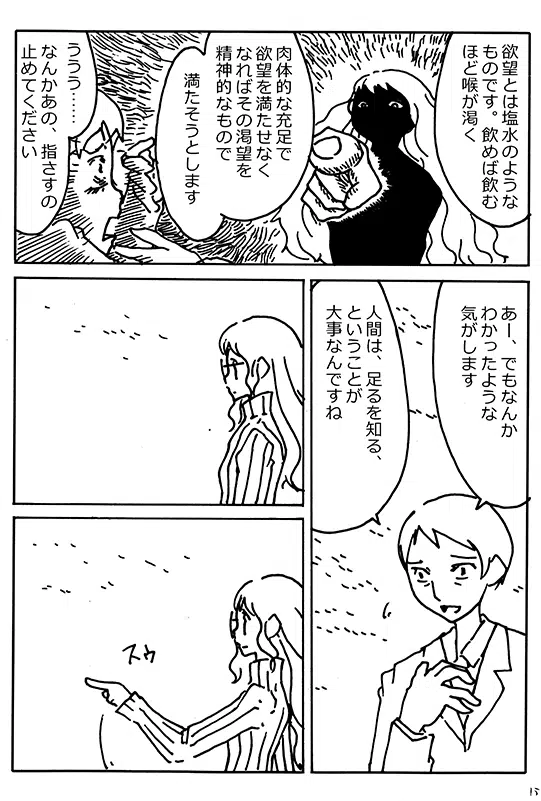 欲望とは塩水のような
ものです。飲めば飲む
ほど喉が渇く
肉体的な充足で
欲望を満たせなく
なればその渇望を
精神的なもので
満たそうとします
ううう……
なんかあの、指さすの
止めてください
あー、でもなんか
わかったような
気がします
人間は、足るを知る、
ということが
大事なんですね
スウ
15